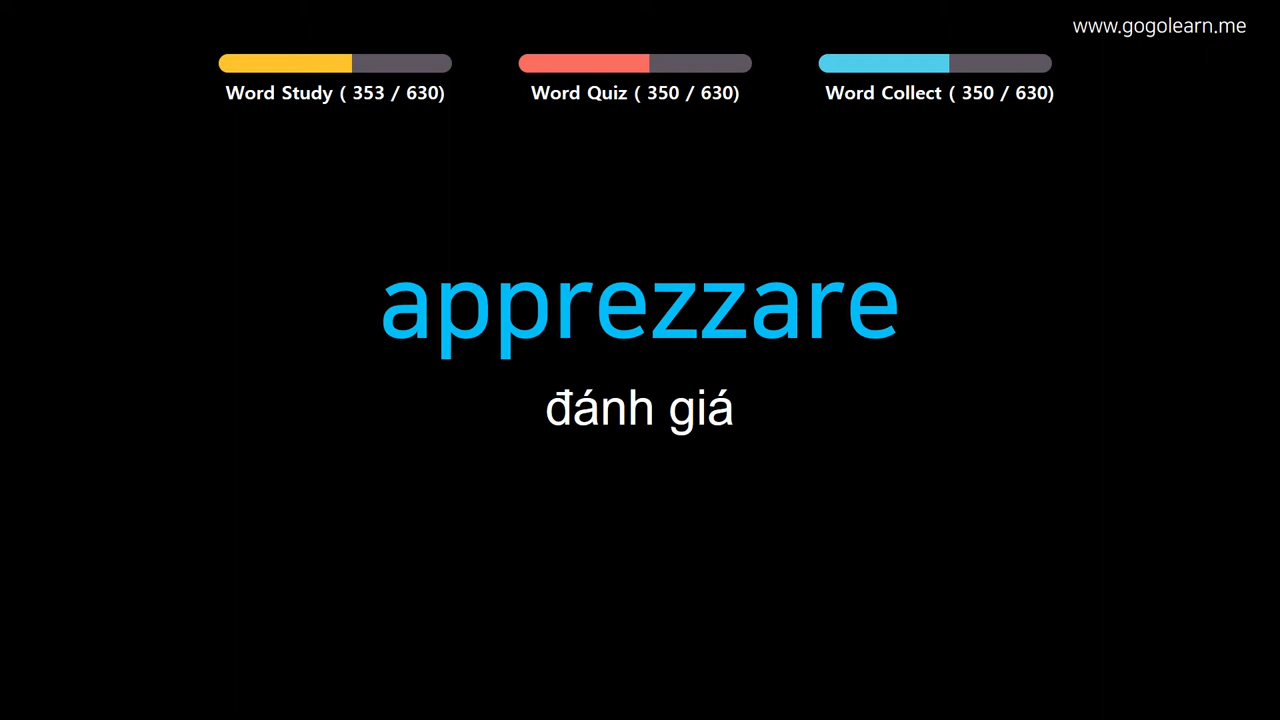 www.gogolearn.me
Word Study ( 353 / 630)
Word Quiz ( 350 / 630)
Word Collect ( 350 / 630)
apprezzare
đánh giá